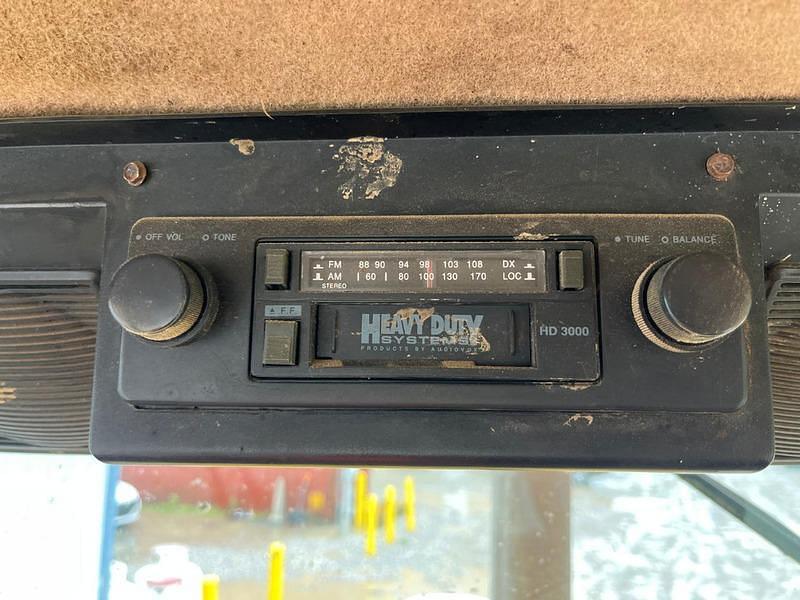 OFF VOL TONE
TUNE BALANCE
FM 88 90 94 98 103 108 DX
AM 60 80 100 130 170 LOC
STEREO
F.F.
HEAVY DUTY
SYSTEMS
PRODUCTS BY AUDIOVOX
HD 3000